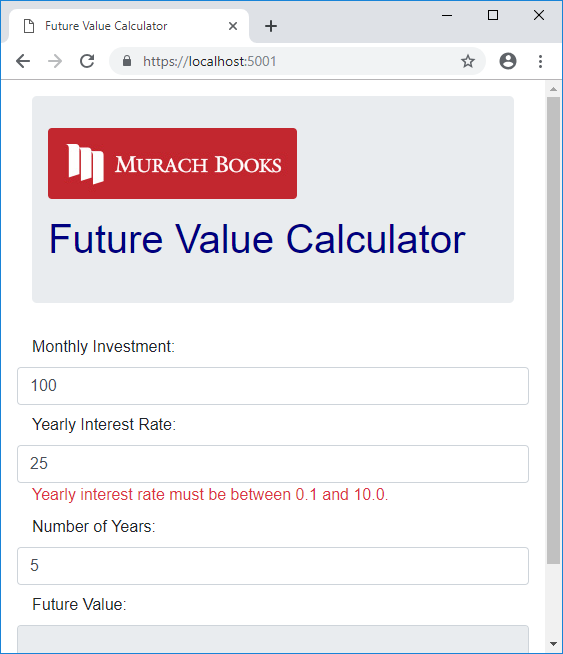 Future Value Calculator
https://localhost:5001
MURACH BOOKS
Future Value Calculator
Monthly Investment:
100
Yearly Interest Rate:
25
Yearly interest rate must be between 0.1 and 10.0.
Number of Years:
5
Future Value: